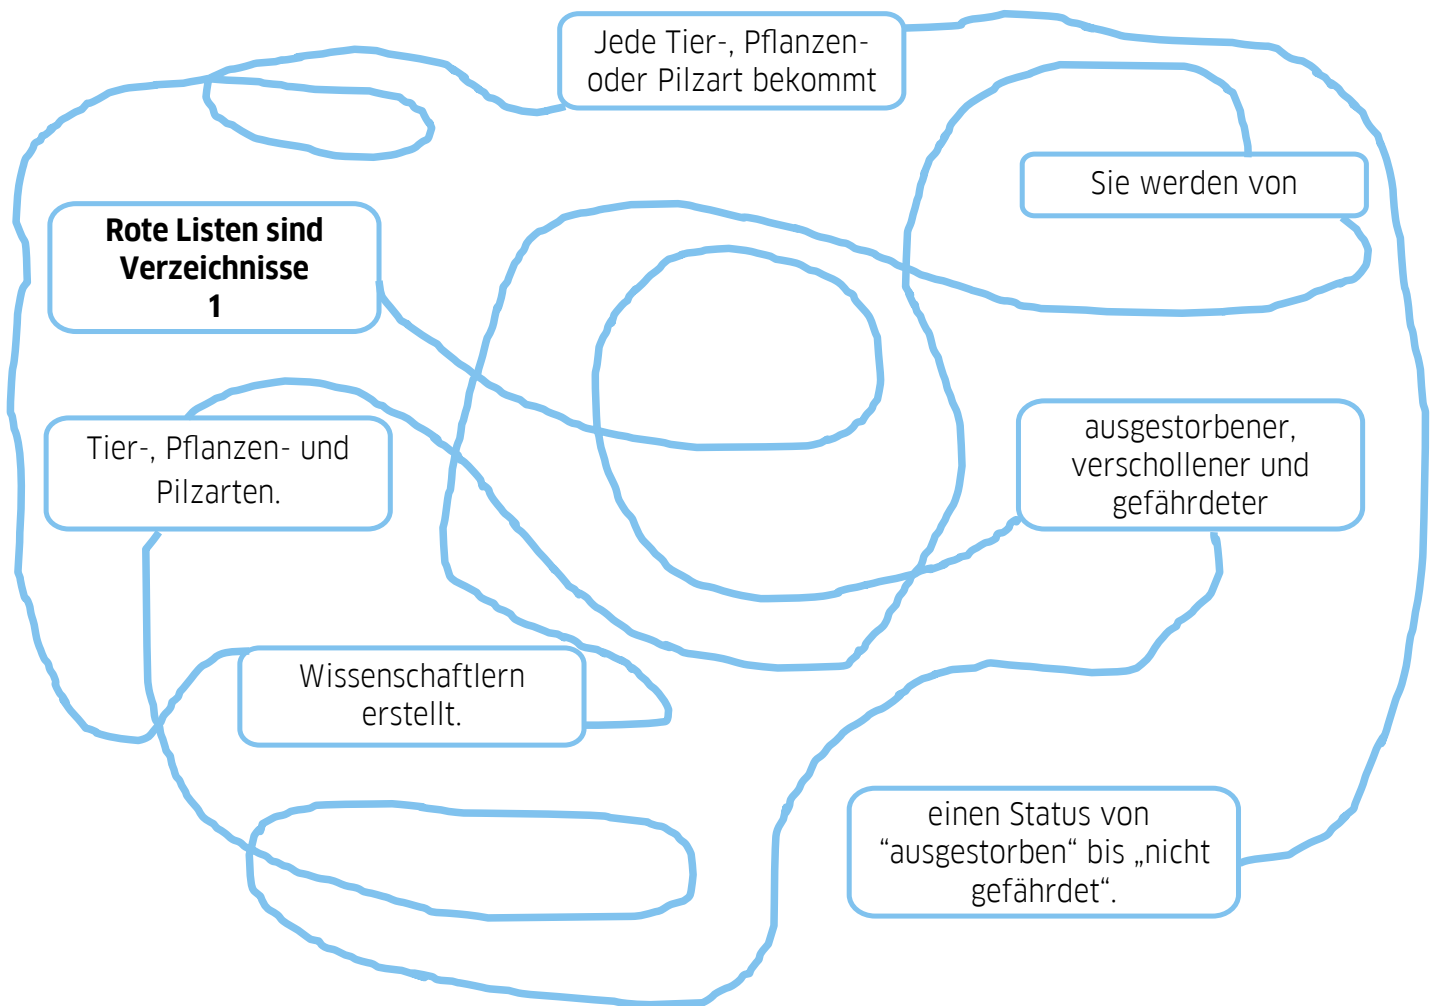 Jede Tier-, Pflanzen-
oder Pilzart bekommt
Sie werden von
Rote Listen sind
Verzeichnisse
1
Tier-, Pflanzen- und
Pilzarten.
ausgestorbener,
verschollener und
gefährdeter
Wissenschaftlern
erstellt.
einen Status von
“ausgestorben“ bis „nicht
gefährdet“.